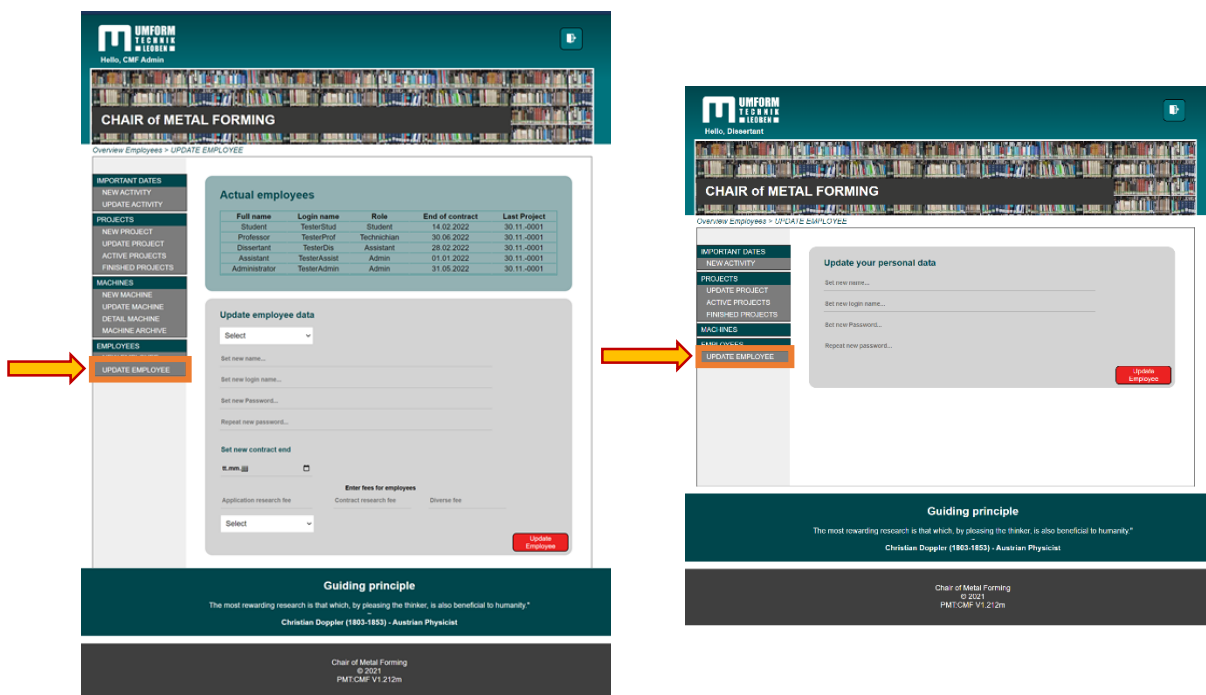 UMFORM
TECHNIK
LEOBEN
Hello, CMF Admin
CHAIR of METAL FORMING
Overview Employees > UPDATE EMPLOYEE
IMPORTANT DATES
NEW ACTIVITY
UPDATE ACTIVITY
PROJECTS
NEW PROJECT
UPDATE PROJECT
ACTIVE PROJECTS
FINISHED PROJECTS
MACHINES
NEW MACHINE
UPDATE MACHINE
DETAIL MACHINE
MACHINE ARCHIVE
EMPLOYEES
UPDATE EMPLOYEE
Actual employees
Full name Login name Role End of contract Last Project
Student TesterStud Student 14.02.2022 30.11.-0001
Professor TesterProf Technichian 30.06.2022 30.11.-0001
Dissertant TesterDis Assistant 28.02.2022 30.11.-0001
Assistant TesterAssist Admin 01.01.2022 30.11.-0001
Administrator TesterAdmin Admin 31.05.2022 30.11.-0001
Update employee data
Select
Set new name...
Set new login name...
Set new Password...
Repeat new password...
Set new contract end
tt.mm.jjjj
Enter fees for employees
Application research fee Contract research fee Diverse fee
Select
Update
Employee
Guiding principle
The most rewarding research is that which, by pleasing the thinker, is also beneficial to humanity."
–
Christian Doppler (1803-1853) - Austrian Physicist
Chair of Metal Forming
© 2021
PMT:CMF V1.212m
UMFORM
TECHNIK
LEOBEN
Hello, Dissertant
CHAIR of METAL FORMING
Overview Employees > UPDATE EMPLOYEE
IMPORTANT DATES
NEW ACTIVITY
PROJECTS
UPDATE PROJECT
ACTIVE PROJECTS
FINISHED PROJECTS
MACHINES
EMPLOYEES
UPDATE EMPLOYEE
Update your personal data
Set new name...
Set new login name...
Set new Password...
Repeat new password...
Update
Employee
Guiding principle
The most rewarding research is that which, by pleasing the thinker, is also beneficial to humanity."
–
Christian Doppler (1803-1853) - Austrian Physicist
Chair of Metal Forming
© 2021
PMT:CMF V1.212m